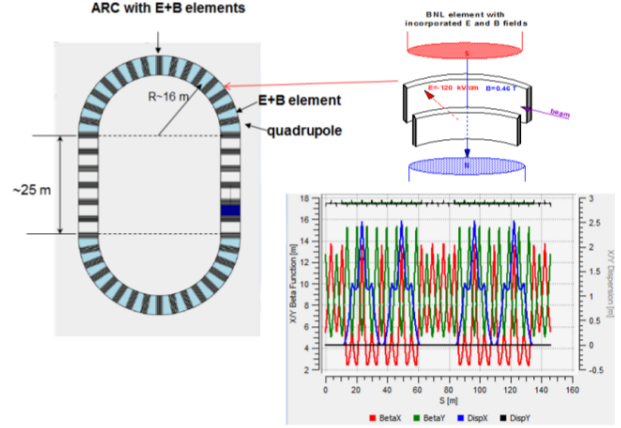 ARC with E+B elements
R~16 m
E+B element
quadrupole
~25 m
BNL element with
incorporated E and B fields
S
E=-120 kV/cm B=0.46 T
beam
N
18
16
14
12
10
8
6
4
2
X/Y Beta Function [m]
3
2.5
2
1.5
1
0.5
0
-0.5
X/Y Dispersion [m]
0 20 40 60 80 100 120 140 160
S [m]
BetaX BetaY DispX DispY